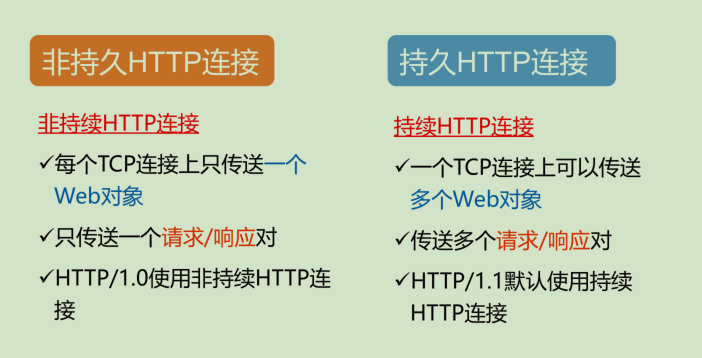 非持久HTTP连接
非持续HTTP连接
✓每个TCP连接上只传送一个
Web对象
✓只传送一个请求/响应对
✓HTTP/1.0使用非持续HTTP连
接
持久HTTP连接
持续HTTP连接
✓一个TCP连接上可以传送
多个Web对象
✓传送多个请求/响应对
✓HTTP/1.1默认使用持续
HTTP连接